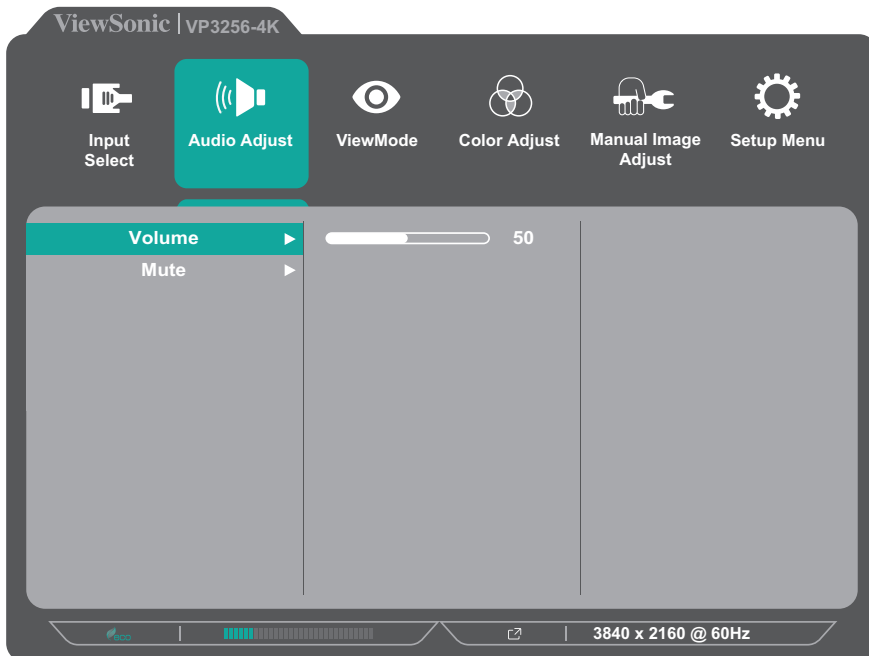 ViewSonic | VP3256-4K
Input
Select
Audio Adjust
ViewMode
Color Adjust
Manual Image
Adjust
Setup Menu
Volume
50
Mute
ECO
3840 x 2160 @ 60Hz